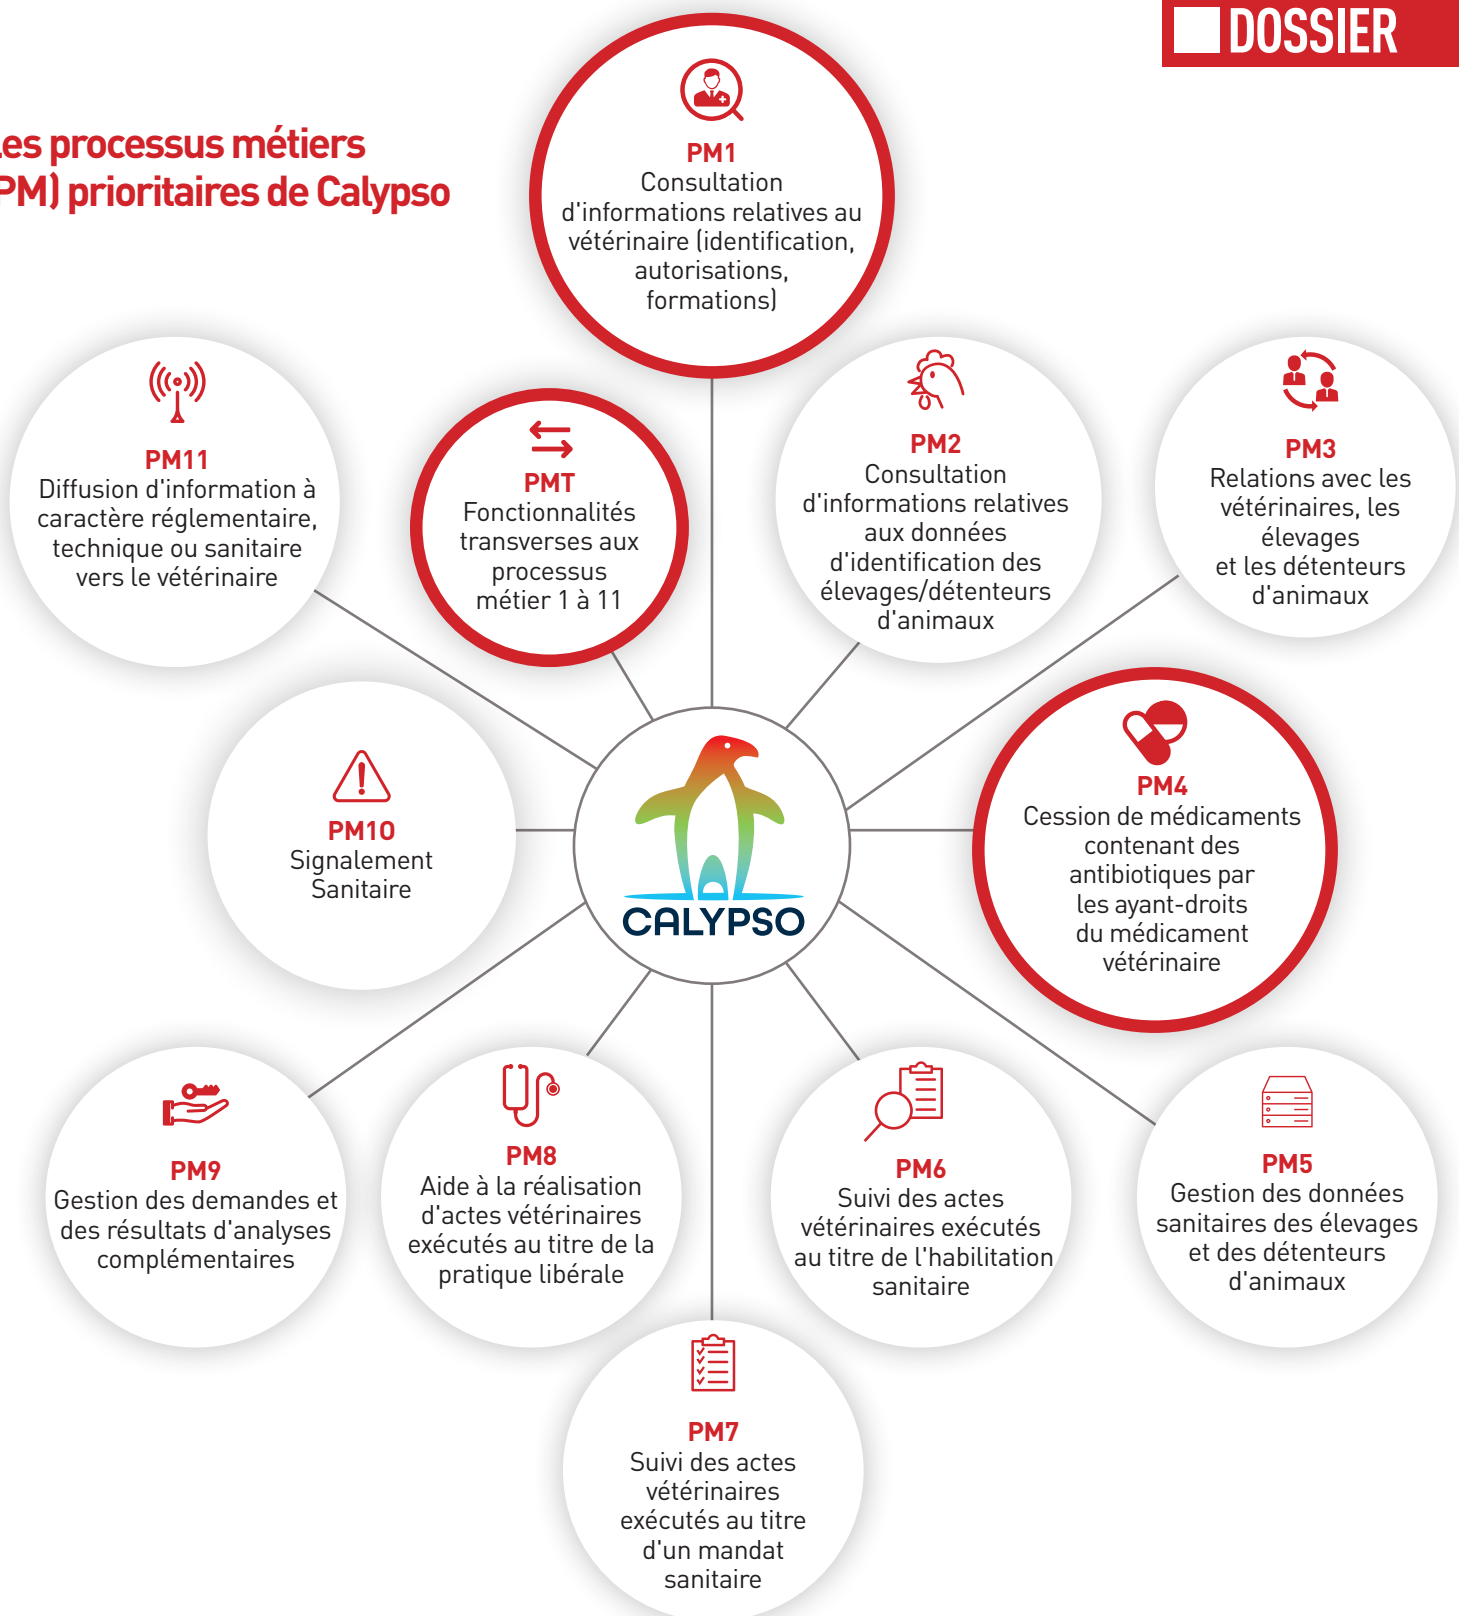 DOSSIER
es processus métiers
PM) prioritaires de Calypso
PM1
Consultation
d'informations relatives au
vétérinaire (identification,
autorisations,
formations)
PM11
Diffusion d'information à
caractère réglementaire,
technique ou sanitaire
vers le vétérinaire
PMT
Fonctionnalités
transverses aux
processus
métier 1 à 11
PM2
Consultation
d'informations relatives
aux données
d'identification des
élevages/détenteurs
d'animaux
PM3
Relations avec les
vétérinaires, les
élevages
et les détenteurs
d'animaux
PM10
Signalement
Sanitaire
CALYPSO
PM4
Cession de médicaments
contenant des
antibiotiques par
les ayant-droits
du médicament
vétérinaire
PM9
Gestion des demandes et
des résultats d'analyses
complémentaires
PM8
Aide à la réalisation
d'actes vétérinaires
exécutés au titre de la
pratique libérale
PM6
Suivi des actes
vétérinaires exécutés
au titre de l'habilitation
sanitaire
PM5
Gestion des données
sanitaires des élevages
et des détenteurs
d'animaux
PM7
Suivi des actes
vétérinaires
exécutés au titre
d'un mandat
sanitaire